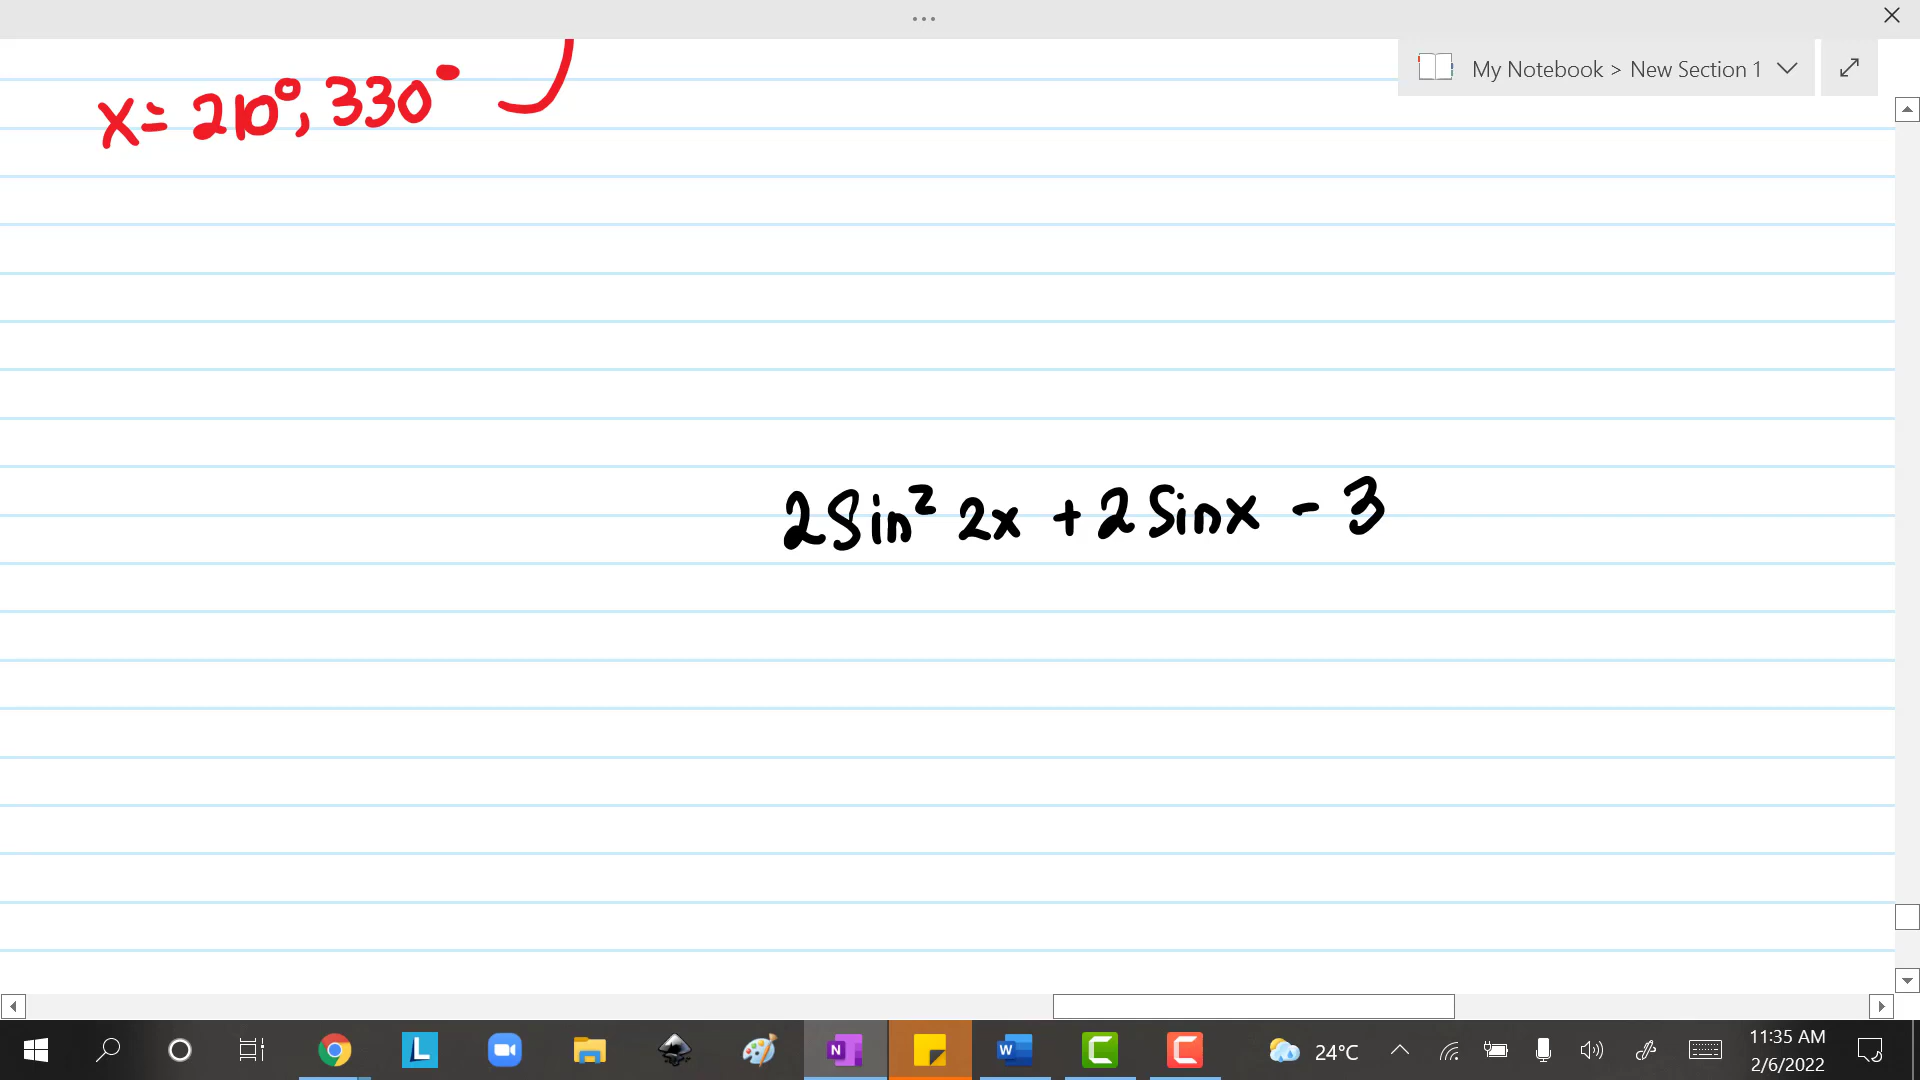 My Notebook > New Section 1
x = 210°, 330°
2Sin² 2x + 2Sinx - 3
24°C
11:35 AM
2/6/2022